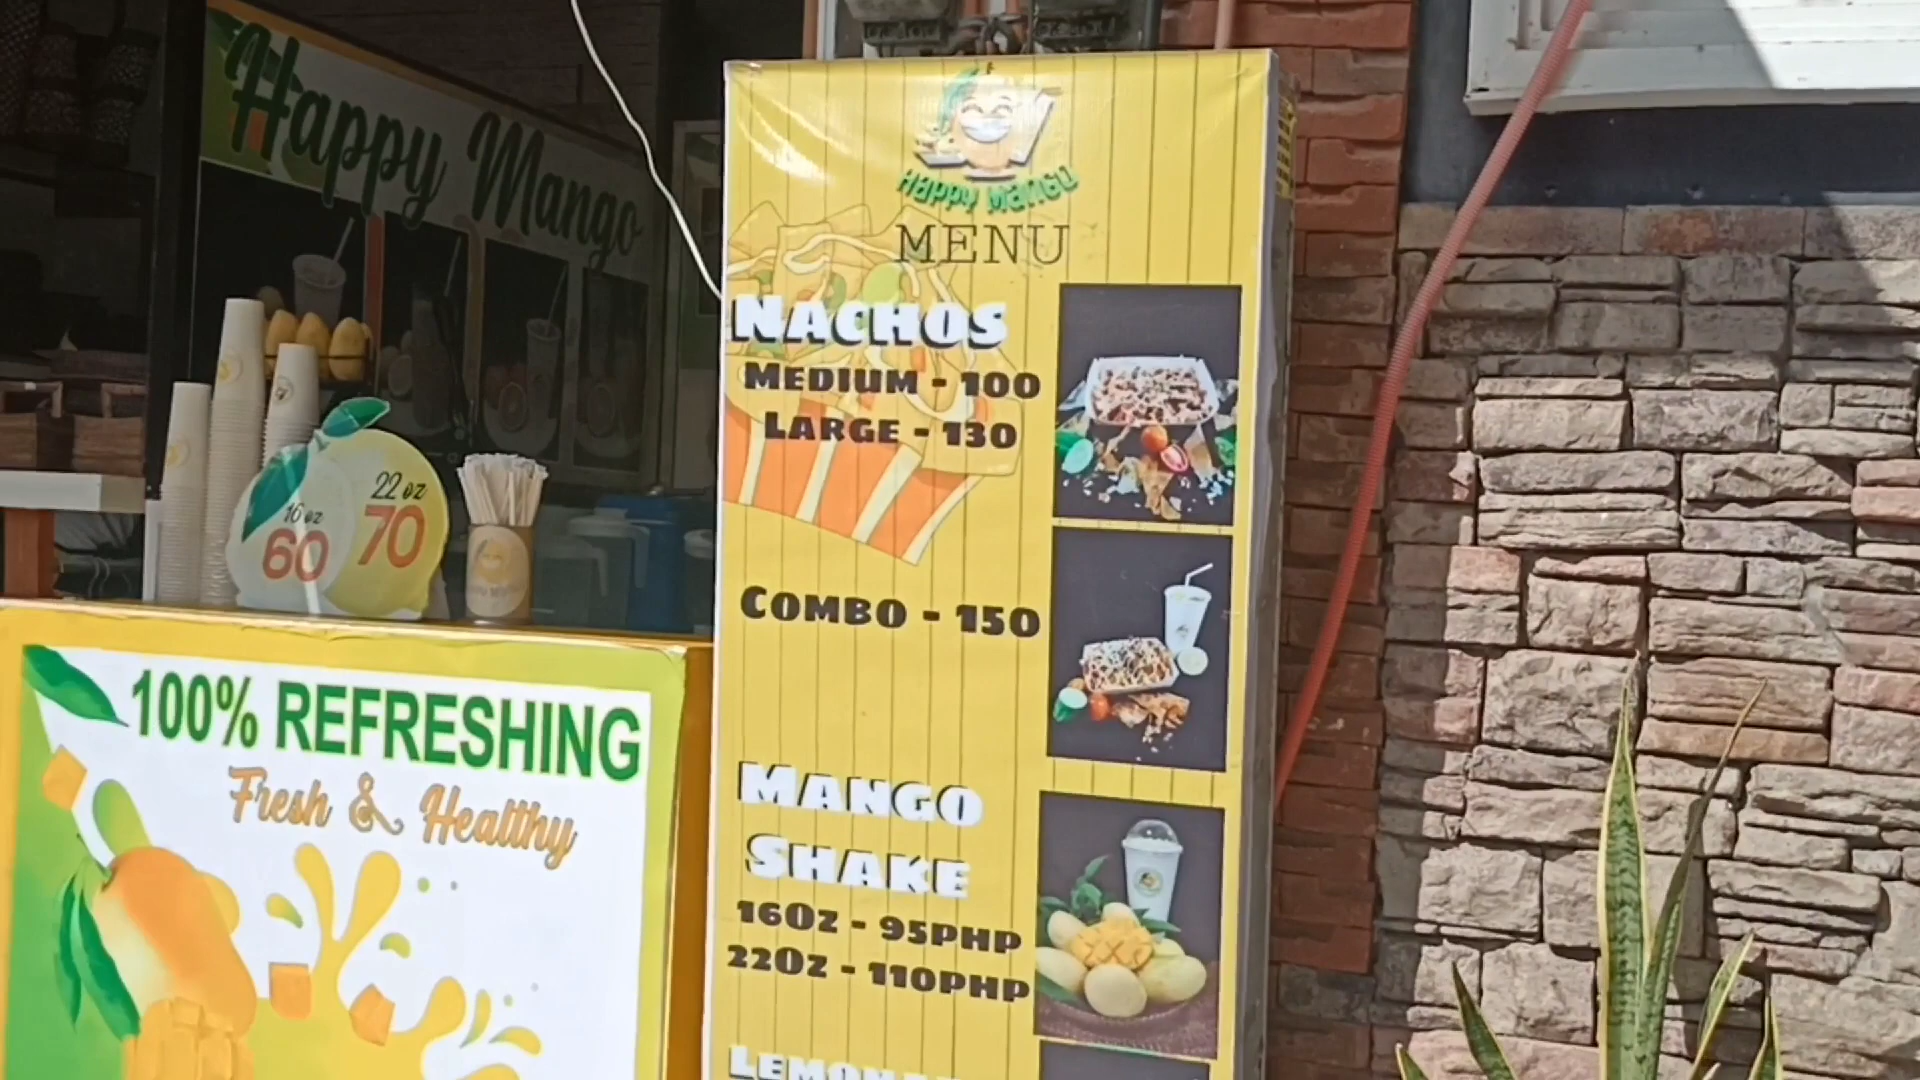 Happy Mango
16 oz
60
22 oz
70
100% REFRESHING
Fresh & Healthy
Happy Mango
MENU
NACHOS
MEDIUM - 100
LARGE - 130
COMBO - 150
MANGO
SHAKE
16OZ - 95PHP
22OZ - 110PHP